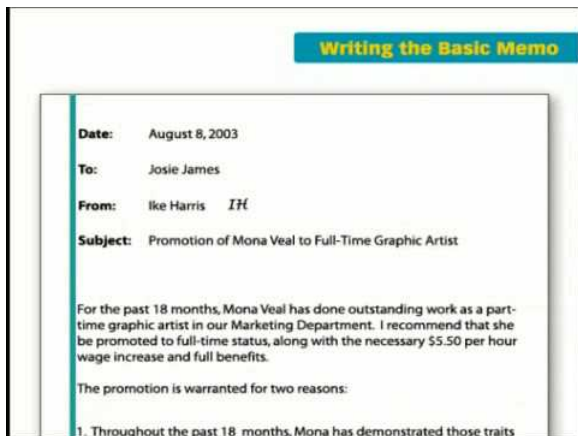 Writing the Basic Memo
Date: August 8, 2003
To: Josie James
From: Ike Harris IH
Subject: Promotion of Mona Veal to Full-Time Graphic Artist
For the past 18 months, Mona Veal has done outstanding work as a part-
time graphic artist in our Marketing Department. I recommend that she
be promoted to full-time status, along with the necessary $5.50 per hour
wage increase and full benefits.
The promotion is warranted for two reasons:
1. Throughout the past 18 months, Mona has demonstrated those traits